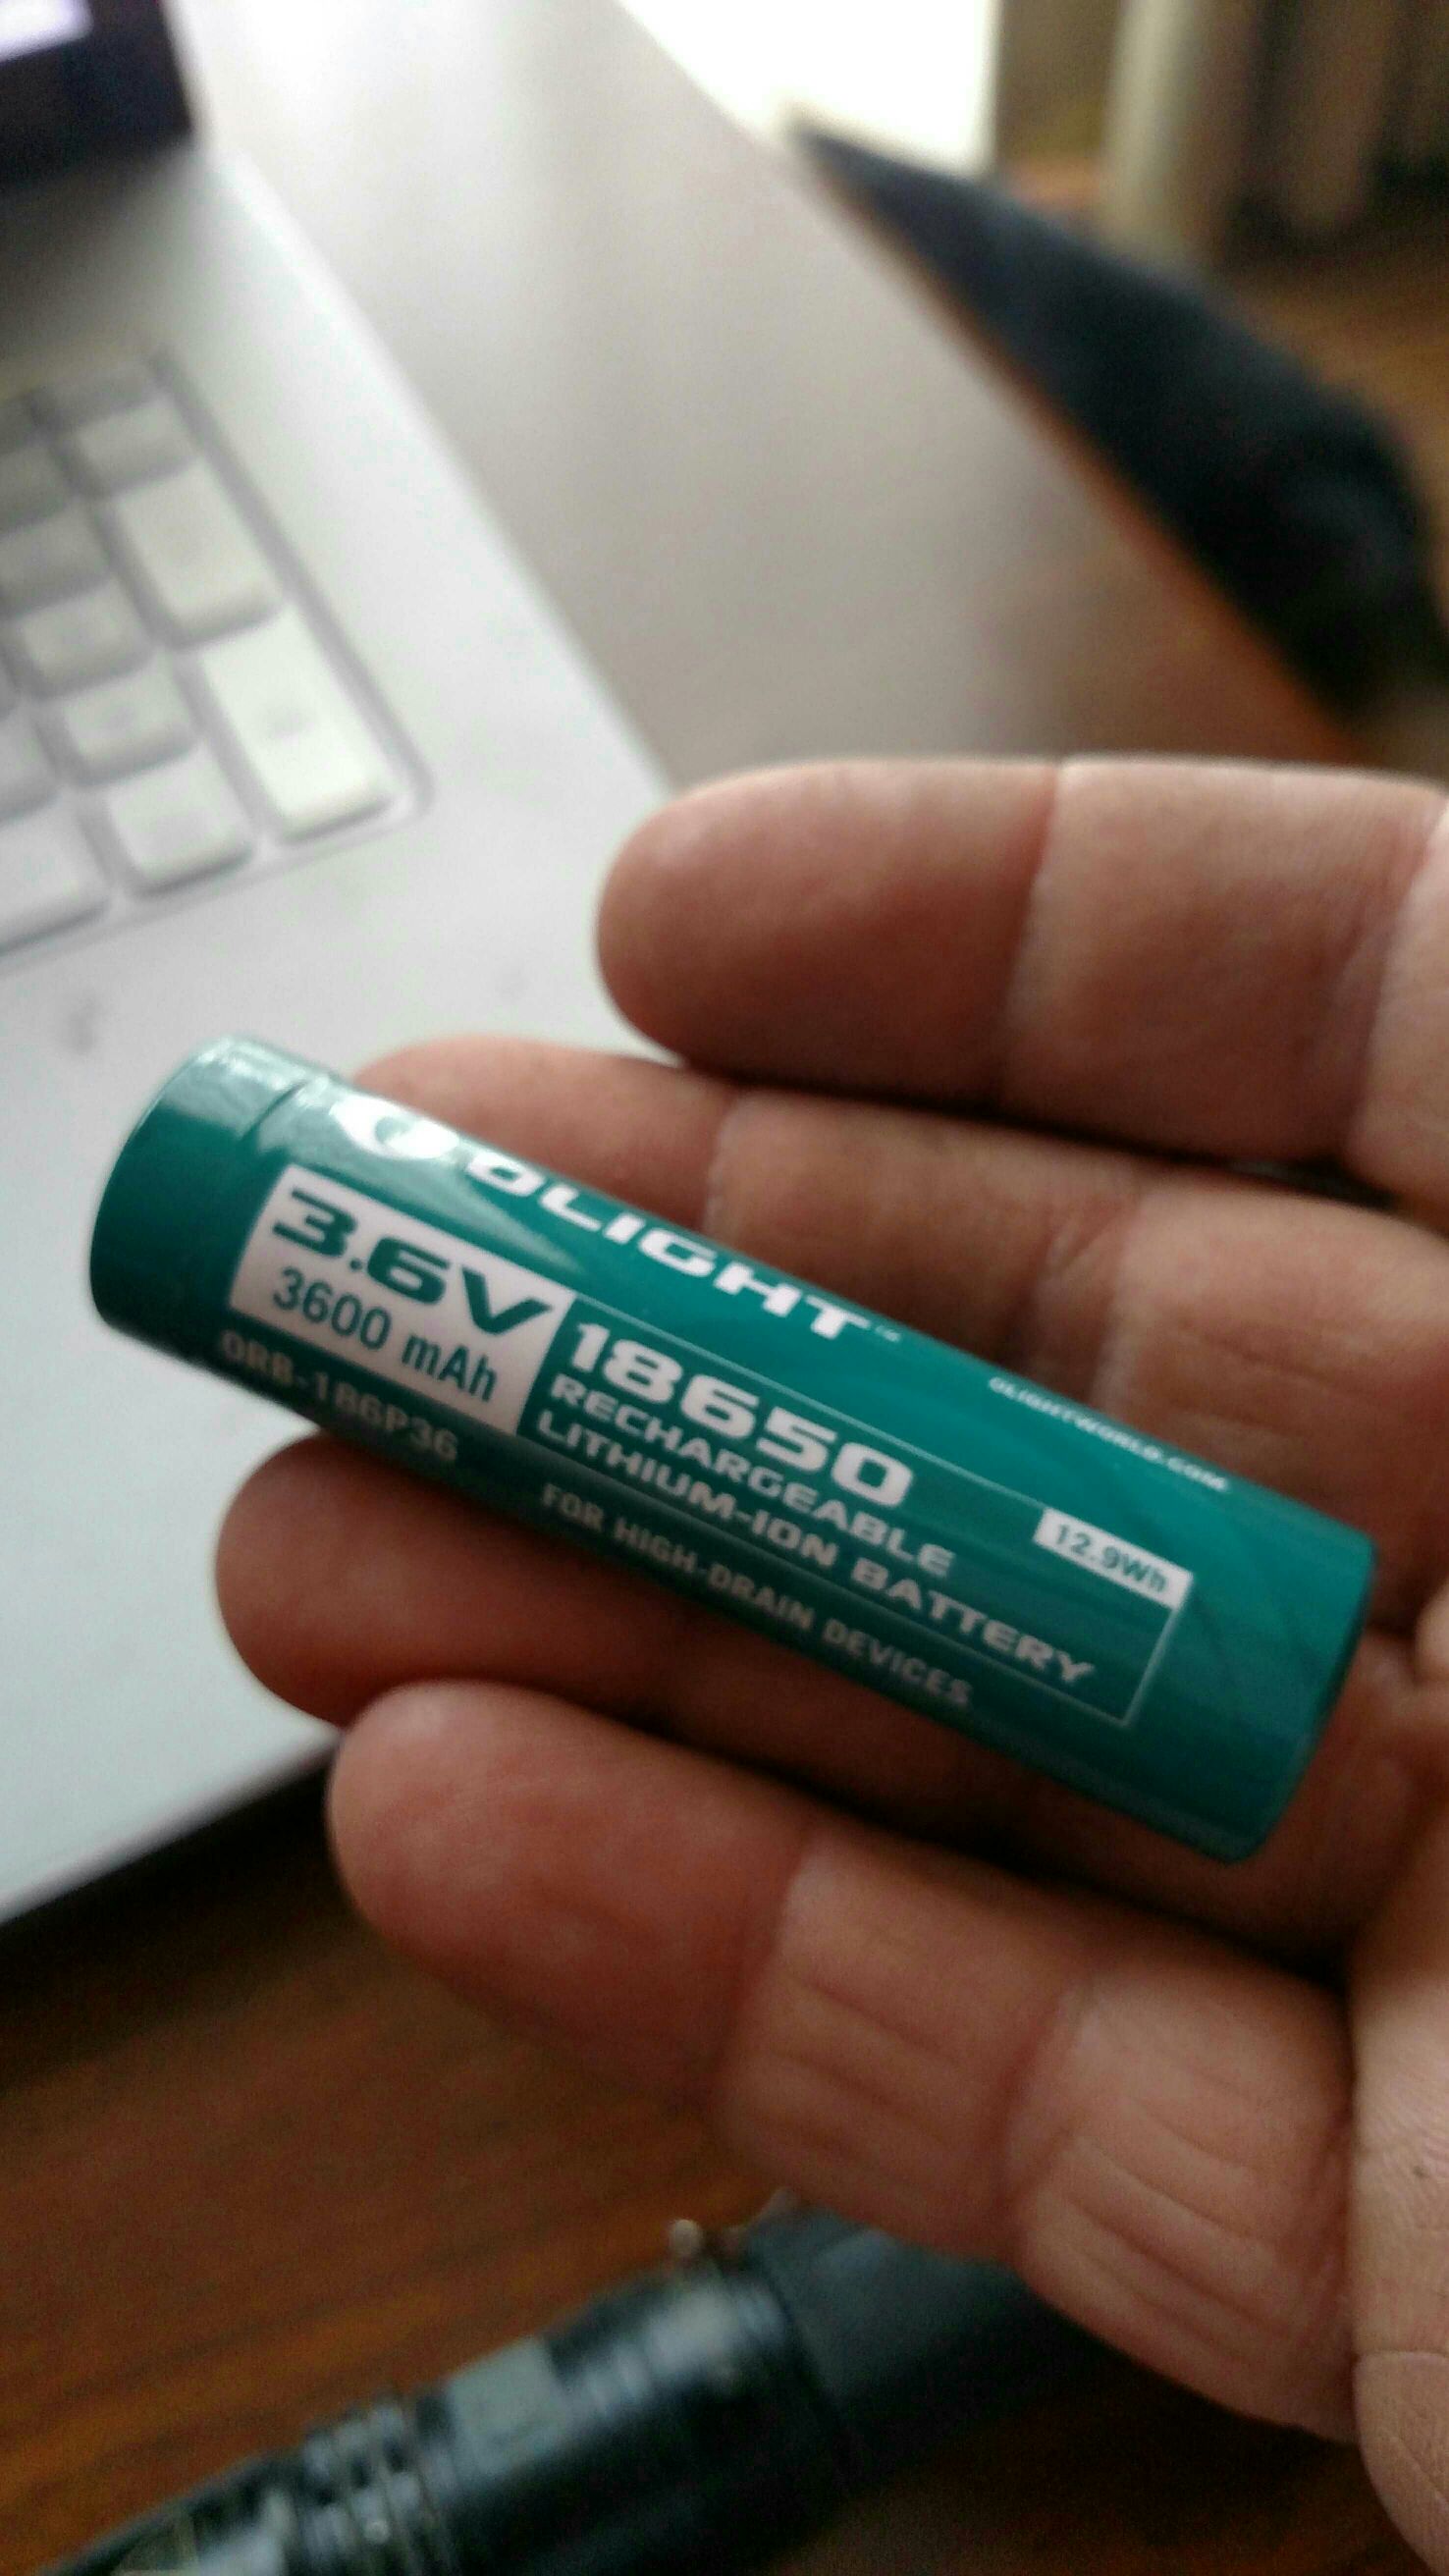 OLIGHT™
OLIGHTWORLD.COM
3.6V
3600 mAh
18650
RECHARGEABLE
LITHIUM-ION BATTERY
12.9Wh
ORB-186P36
FOR HIGH-DRAIN DEVICES